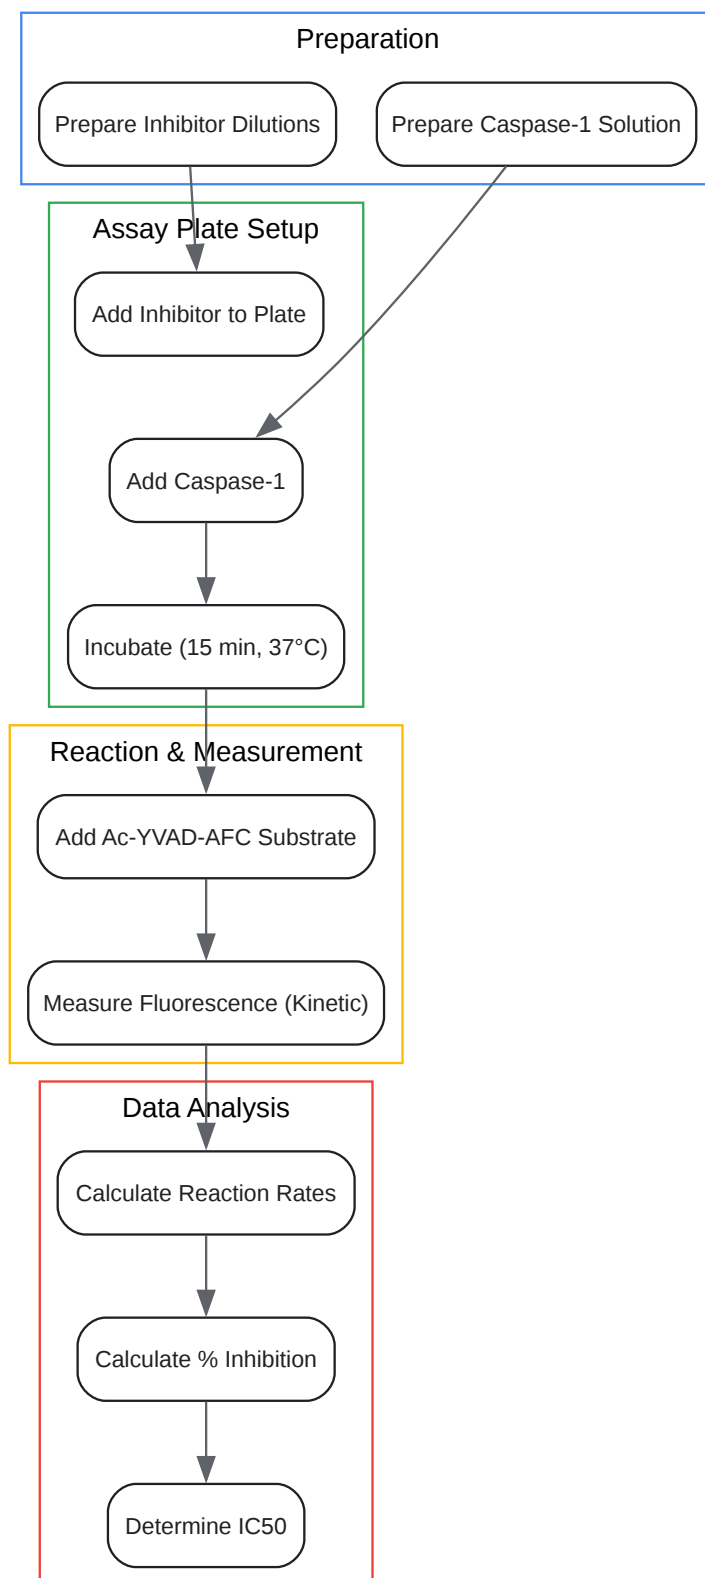 Preparation
Prepare Inhibitor Dilutions
Prepare Caspase-1 Solution
Assay Plate Setup
Add Inhibitor to Plate
Add Caspase-1
Incubate (15 min, 37°C)
Reaction & Measurement
Add Ac-YVAD-AFC Substrate
Measure Fluorescence (Kinetic)
Data Analysis
Calculate Reaction Rates
Calculate % Inhibition
Determine IC50